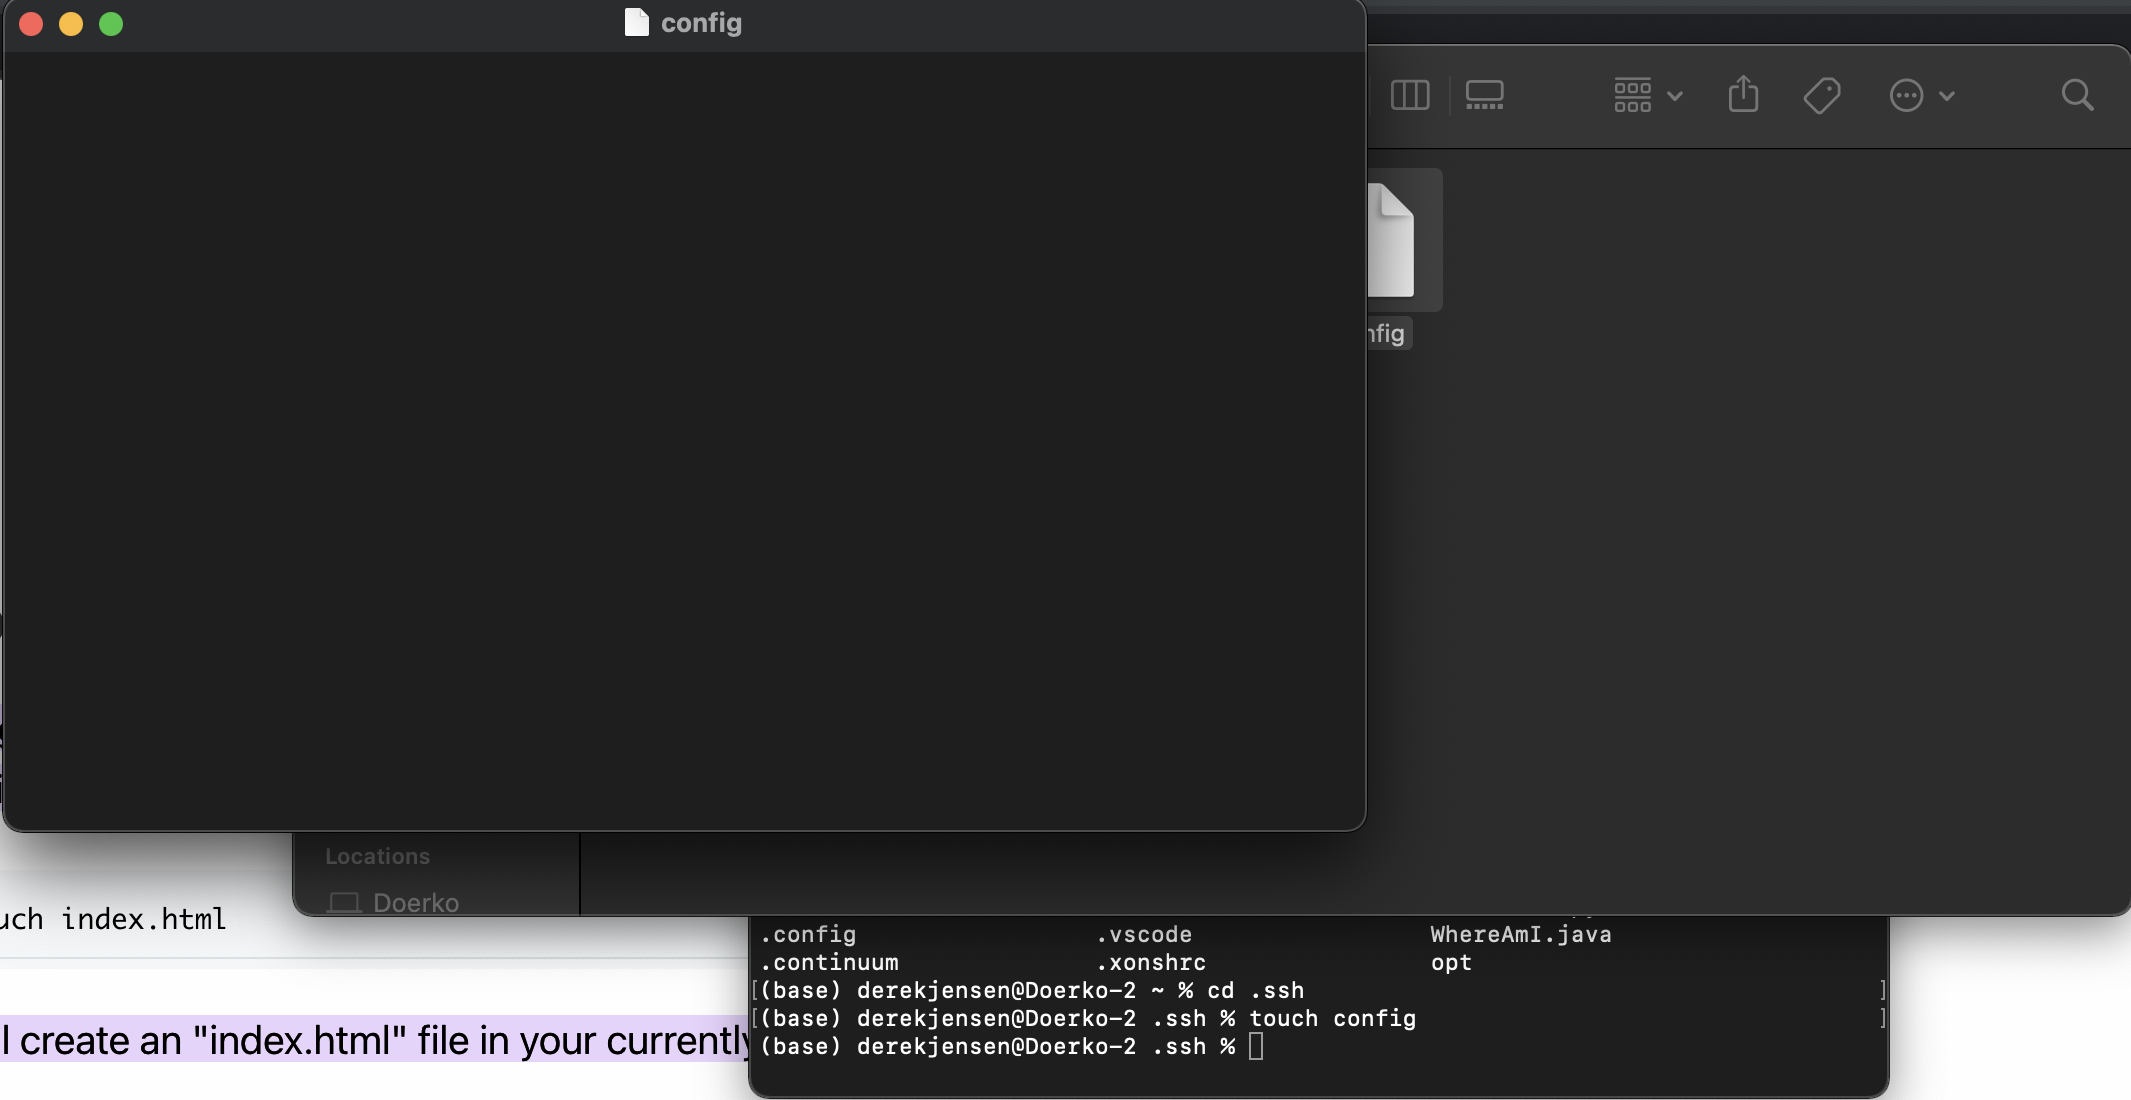 config
nfig
Locations
Doerko
uch index.html
l create an "index.html" file in your currently
.config .vscode WhereAmI.java
.continuum .xonshrc opt
[(base) derekjensen@Doerko-2 ~ % cd .ssh ]
[(base) derekjensen@Doerko-2 .ssh % touch config ]
(base) derekjensen@Doerko-2 .ssh %